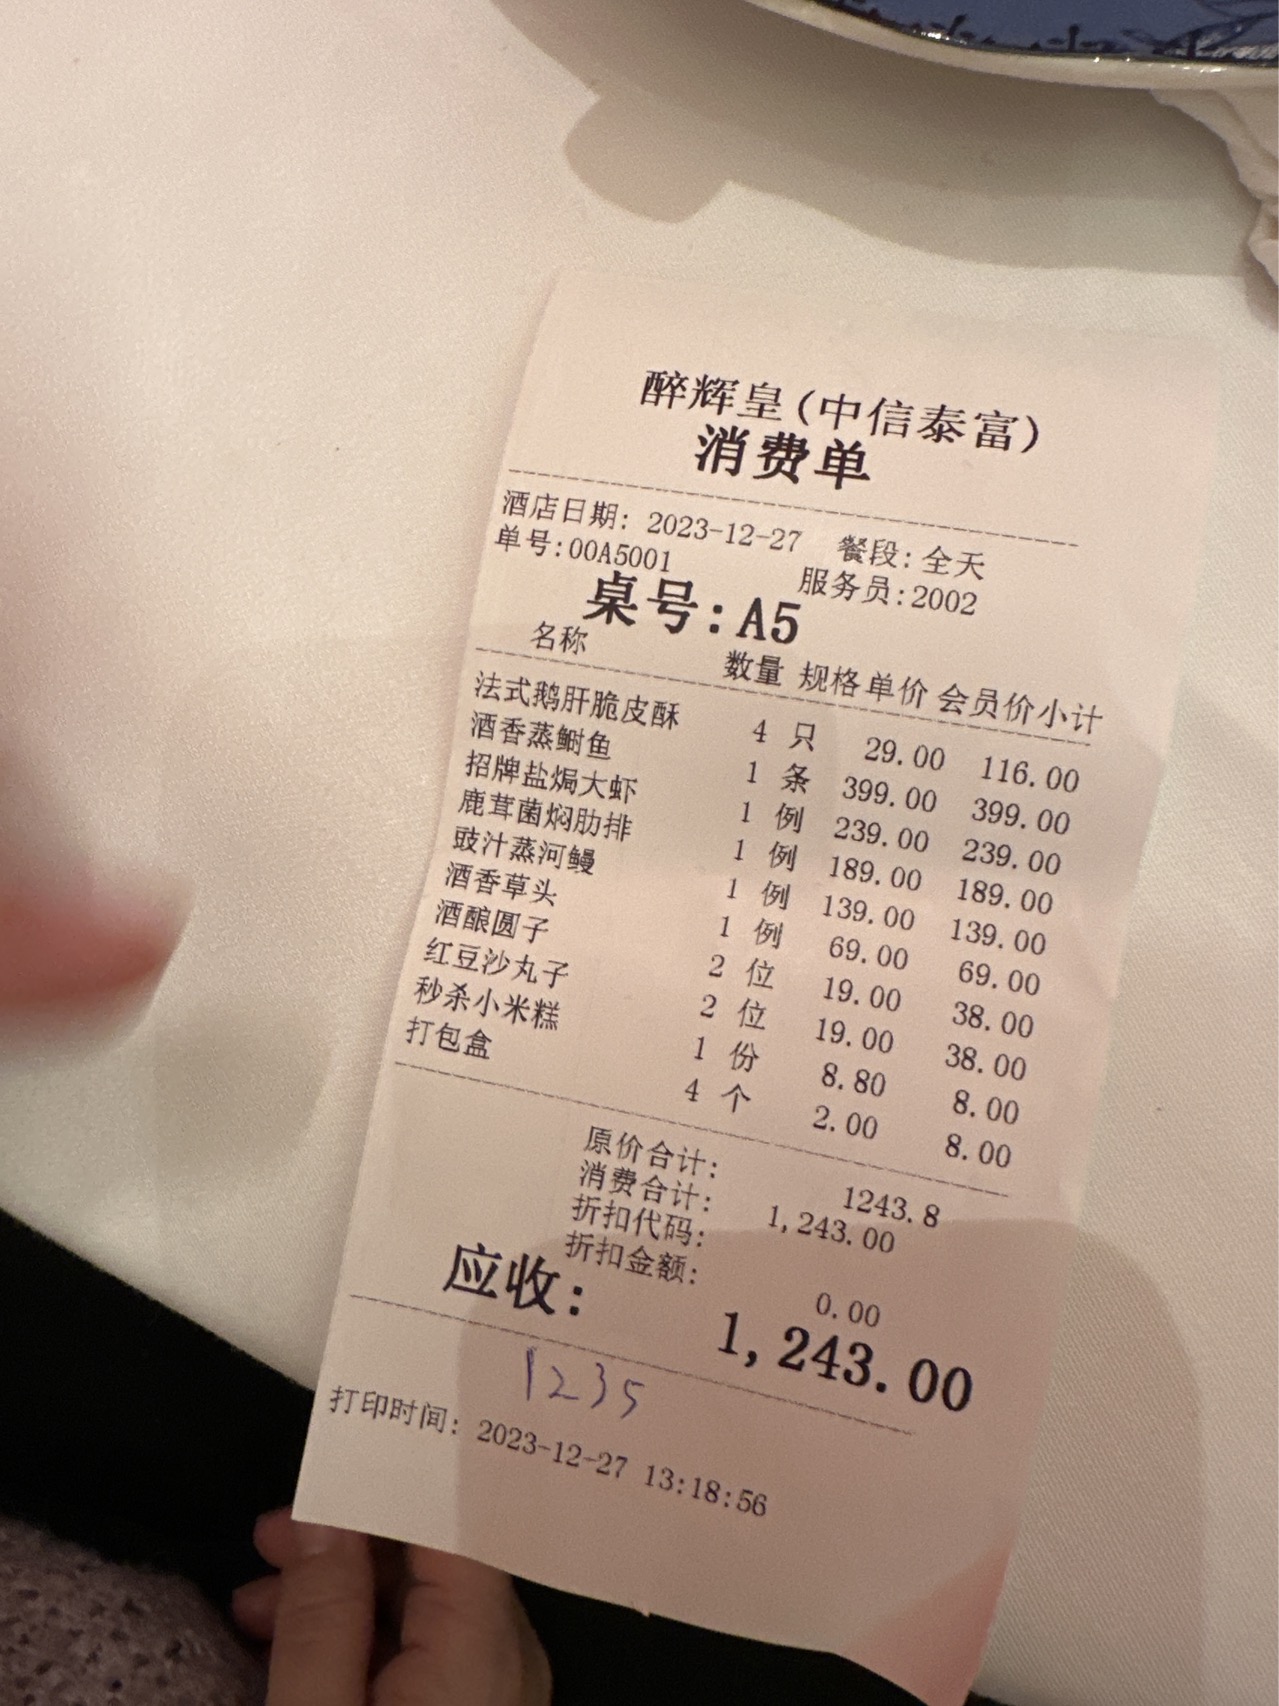 醉辉皇(中信泰富)
消费单
酒店日期: 2023-12-27 餐段: 全天
单号:00A5001 服务员:2002
桌号:A5
名称 数量 规格 单价 会员价 小计
法式鹅肝脆皮酥 4 只 29.00 116.00
酒香蒸鲥鱼 1 条 399.00 399.00
招牌盐焗大虾 1 例 239.00 239.00
鹿茸菌焖肋排 1 例 189.00 189.00
豉汁蒸河鳗 1 例 139.00 139.00
酒香草头 1 例 69.00 69.00
酒酿圆子 2 位 19.00 38.00
红豆沙丸子 2 位 19.00 38.00
秒杀小米糕 1 份 8.80 8.00
打包盒 4 个 2.00 8.00
原价合计: 1243.8
消费合计: 1,243.00
折扣代码:
折扣金额: 0.00
应收: 1,243.00
1235
打印时间: 2023-12-27 13:18:56